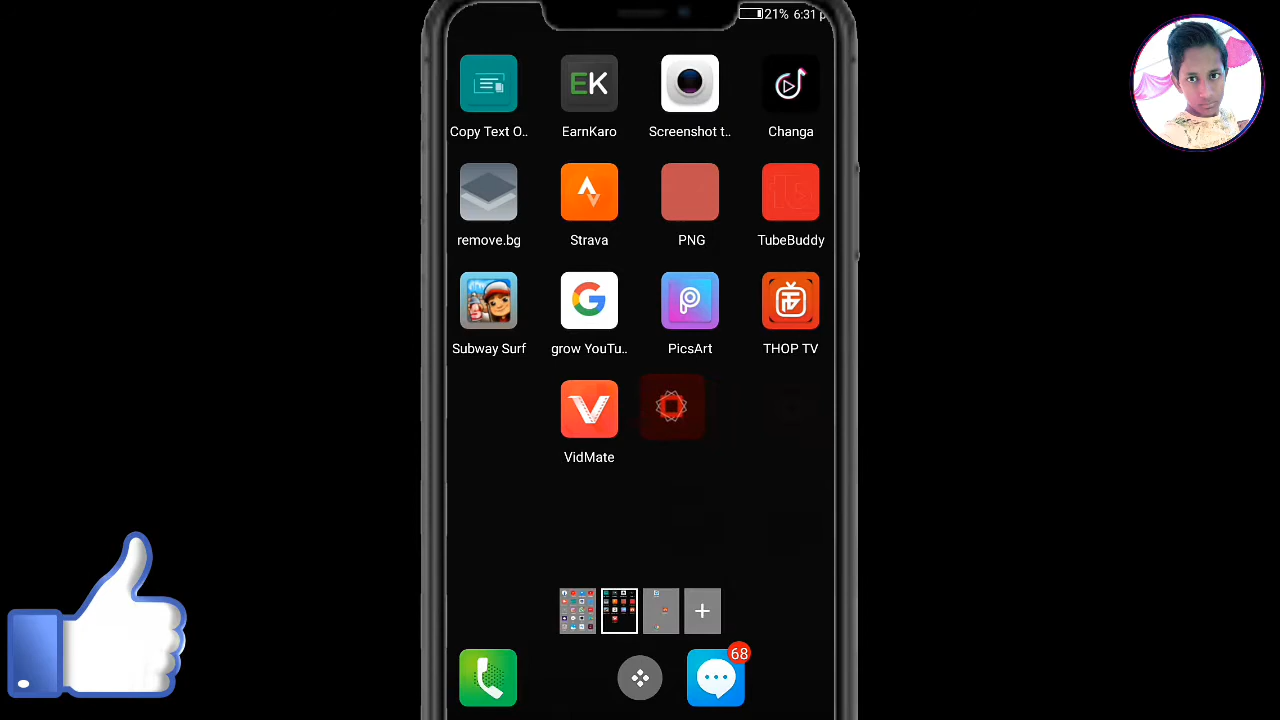 21% 6:31 p
EK
Copy Text O.. EarnKaro Screenshot t.. Changa
remove.bg Strava PNG TubeBuddy
Subway Surf grow YouTu.. PicsArt THOP TV
VidMate
+
68